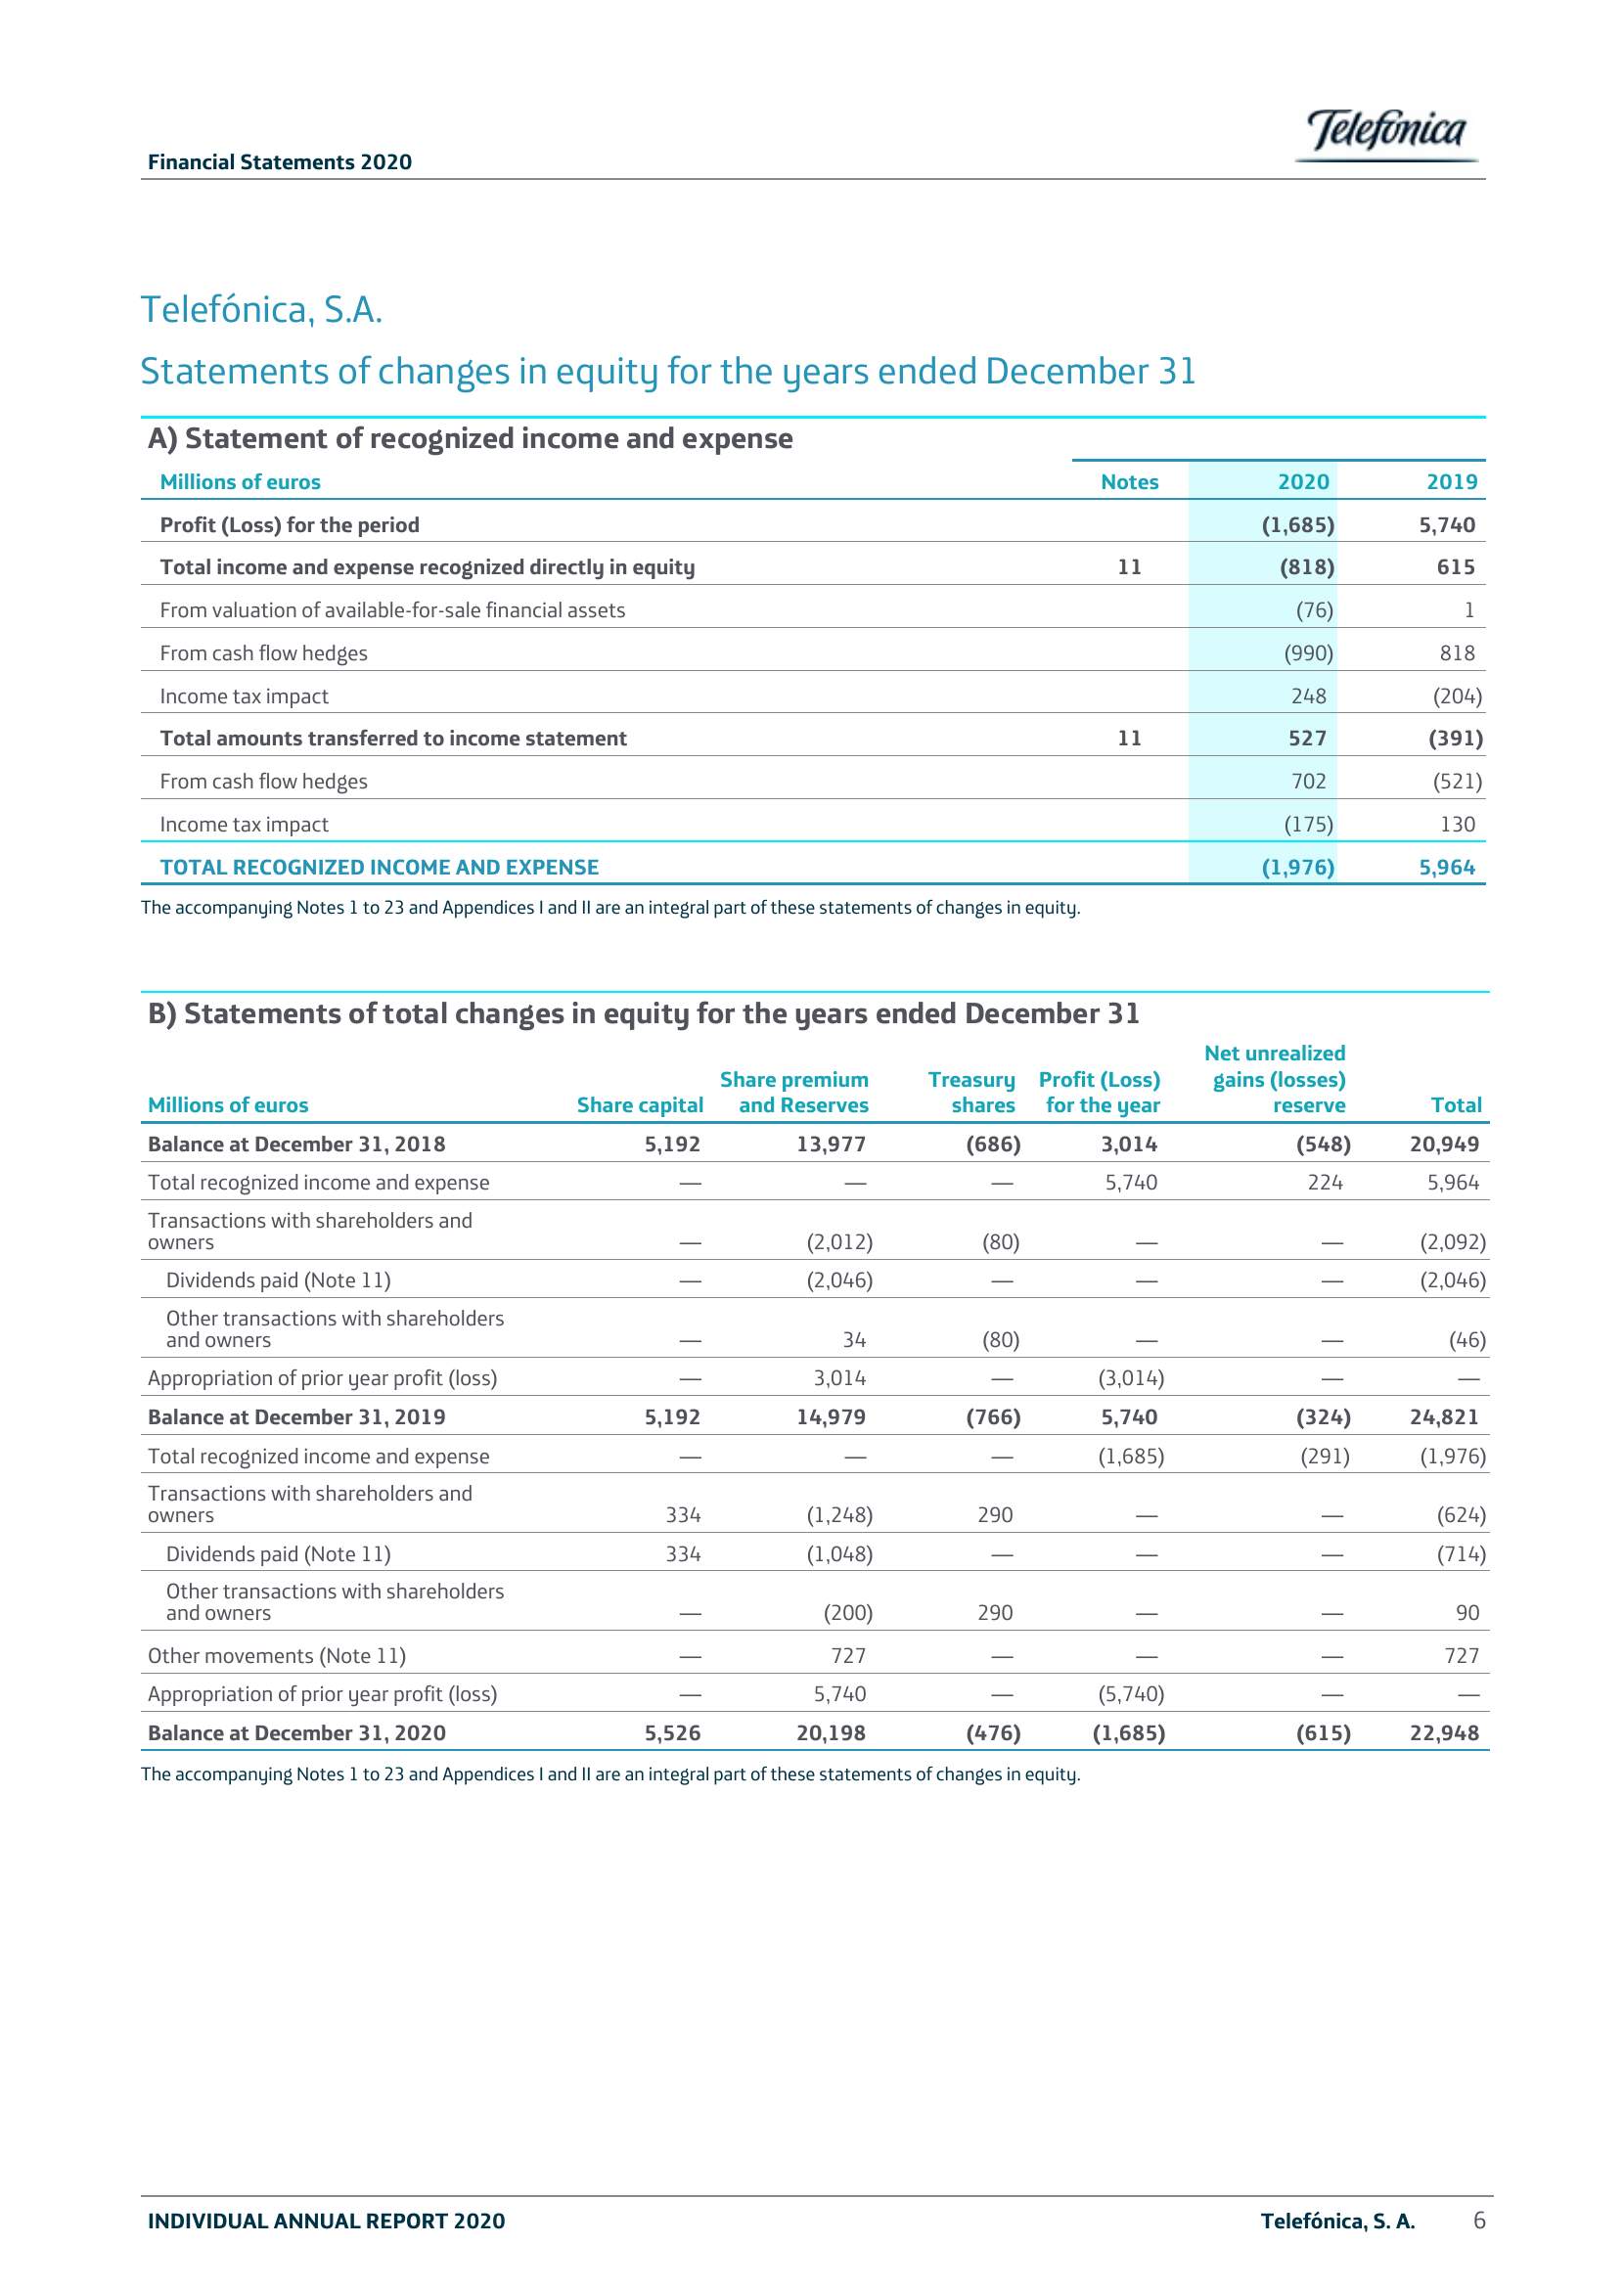 Telefónica
Financial Statements 2020
Telefónica, S.A.
Statements of changes in equity for the years ended December 31
A) Statement of recognized income and expense
Millions of euros Notes 2020 2019
Profit (Loss) for the period (1,685) 5,740
Total income and expense recognized directly in equity 11 (818) 615
From valuation of available-for-sale financial assets (76) 1
From cash flow hedges (990) 818
Income tax impact 248 (204)
Total amounts transferred to income statement 11 527 (391)
From cash flow hedges 702 (521)
Income tax impact (175) 130
TOTAL RECOGNIZED INCOME AND EXPENSE (1,976) 5,964
The accompanying Notes 1 to 23 and Appendices I and II are an integral part of these statements of changes in equity.
B) Statements of total changes in equity for the years ended December 31
Net unrealized
Share premium Treasury Profit (Loss) gains (losses)
Millions of euros Share capital and Reserves shares for the year reserve Total
Balance at December 31, 2018 5,192 13,977 (686) 3,014 (548) 20,949
Total recognized income and expense — — — 5,740 224 5,964
Transactions with shareholders and
owners — (2,012) (80) — — (2,092)
Dividends paid (Note 11) — (2,046) — — — (2,046)
Other transactions with shareholders
and owners — 34 (80) — — (46)
Appropriation of prior year profit (loss) — 3,014 — (3,014) — —
Balance at December 31, 2019 5,192 14,979 (766) 5,740 (324) 24,821
Total recognized income and expense — — — (1,685) (291) (1,976)
Transactions with shareholders and
owners 334 (1,248) 290 — — (624)
Dividends paid (Note 11) 334 (1,048) — — — (714)
Other transactions with shareholders
and owners — (200) 290 — — 90
Other movements (Note 11) — 727 — — — 727
Appropriation of prior year profit (loss) — 5,740 — (5,740) — —
Balance at December 31, 2020 5,526 20,198 (476) (1,685) (615) 22,948
The accompanying Notes 1 to 23 and Appendices I and II are an integral part of these statements of changes in equity.
INDIVIDUAL ANNUAL REPORT 2020 Telefónica, S. A. 6